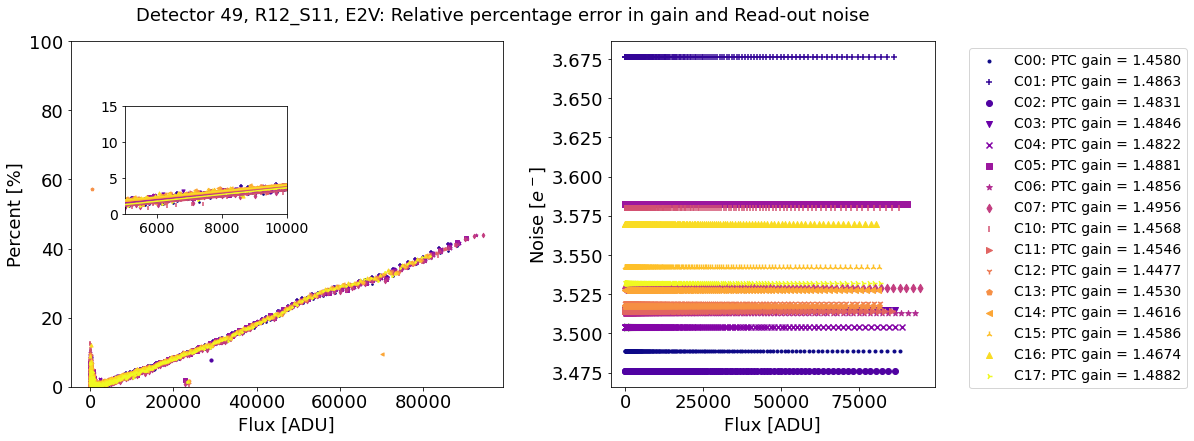 Detector 49, R12_S11, E2V: Relative percentage error in gain and Read-out noise
Percent [%]
100
80
60
40
20
0
15
10
5
0
6000 8000 10000
0 20000 40000 60000 80000
Flux [ADU]
Noise [e⁻]
3.675
3.650
3.625
3.600
3.575
3.550
3.525
3.500
3.475
0 25000 50000 75000
Flux [ADU]
C00: PTC gain = 1.4580
C01: PTC gain = 1.4863
C02: PTC gain = 1.4831
C03: PTC gain = 1.4846
C04: PTC gain = 1.4822
C05: PTC gain = 1.4881
C06: PTC gain = 1.4856
C07: PTC gain = 1.4956
C10: PTC gain = 1.4568
C11: PTC gain = 1.4546
C12: PTC gain = 1.4477
C13: PTC gain = 1.4530
C14: PTC gain = 1.4616
C15: PTC gain = 1.4586
C16: PTC gain = 1.4674
C17: PTC gain = 1.4882